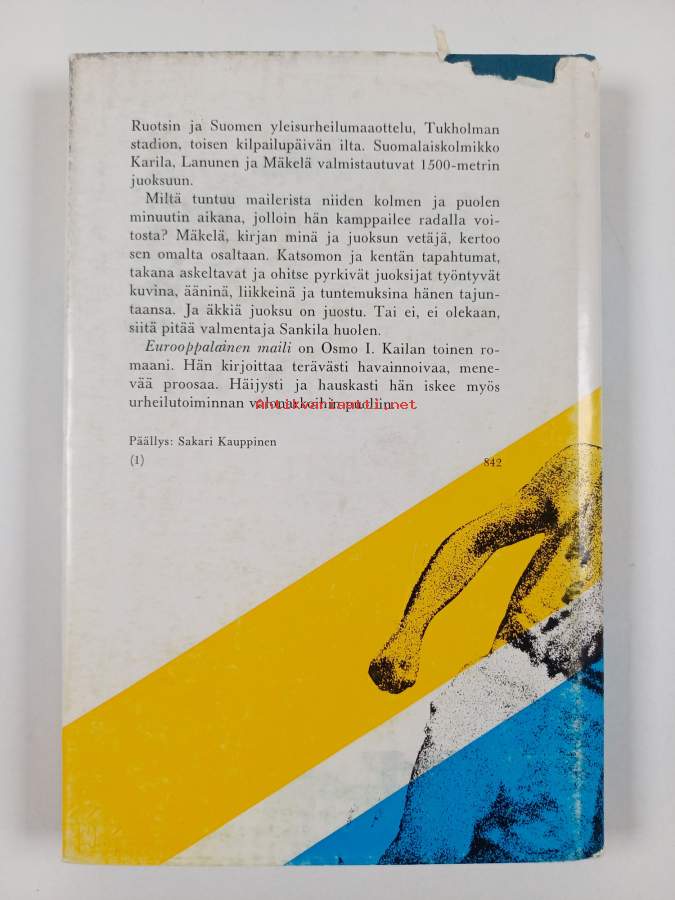 Ruotsin ja Suomen yleisurheilumaaottelu, Tukholman
stadion, toisen kilpailupäivän ilta. Suomalaiskolmikko
Karila, Lanunen ja Mäkelä valmistautuvat 1500-metrin
juoksuun.
Miltä tuntuu mailerista niiden kolmen ja puolen
minuutin aikana, jolloin hän kamppailee radalla voi-
tosta? Mäkelä, kirjan minä ja juoksun vetäjä, kertoo
sen omalta osaltaan. Katsomon ja kentän tapahtumat,
takana askeltavat ja ohitse pyrkivät juoksijat työntyvät
kuvina, ääninä, liikkeinä ja tuntemuksina hänen tajun-
taansa. Ja äkkiä juoksu on juostu. Tai ei, ei olekaan,
siitä pitää valmentaja Sankila huolen.
Eurooppalainen maili on Osmo I. Kailan toinen ro-
maani. Hän kirjoittaa terävästi havainnoivaa, mene-
vää proosaa. Häijysti ja hauskasti hän iskee myös
urheilutoiminnan
Antikvariaatti.net
Päällys: Sakari Kauppinen
(1) 842